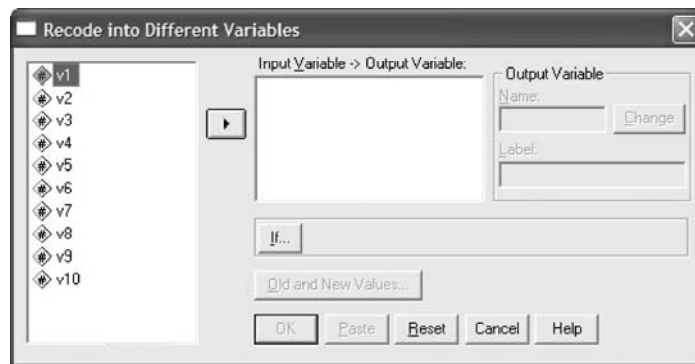 Recode into Different Variables
v1
v2
v3
v4
v5
v6
v7
v8
v9
v10
Input Variable -> Output Variable:
Output Variable
Name:
Change
Label:
If...
Old and New Values...
OK Paste Reset Cancel Help